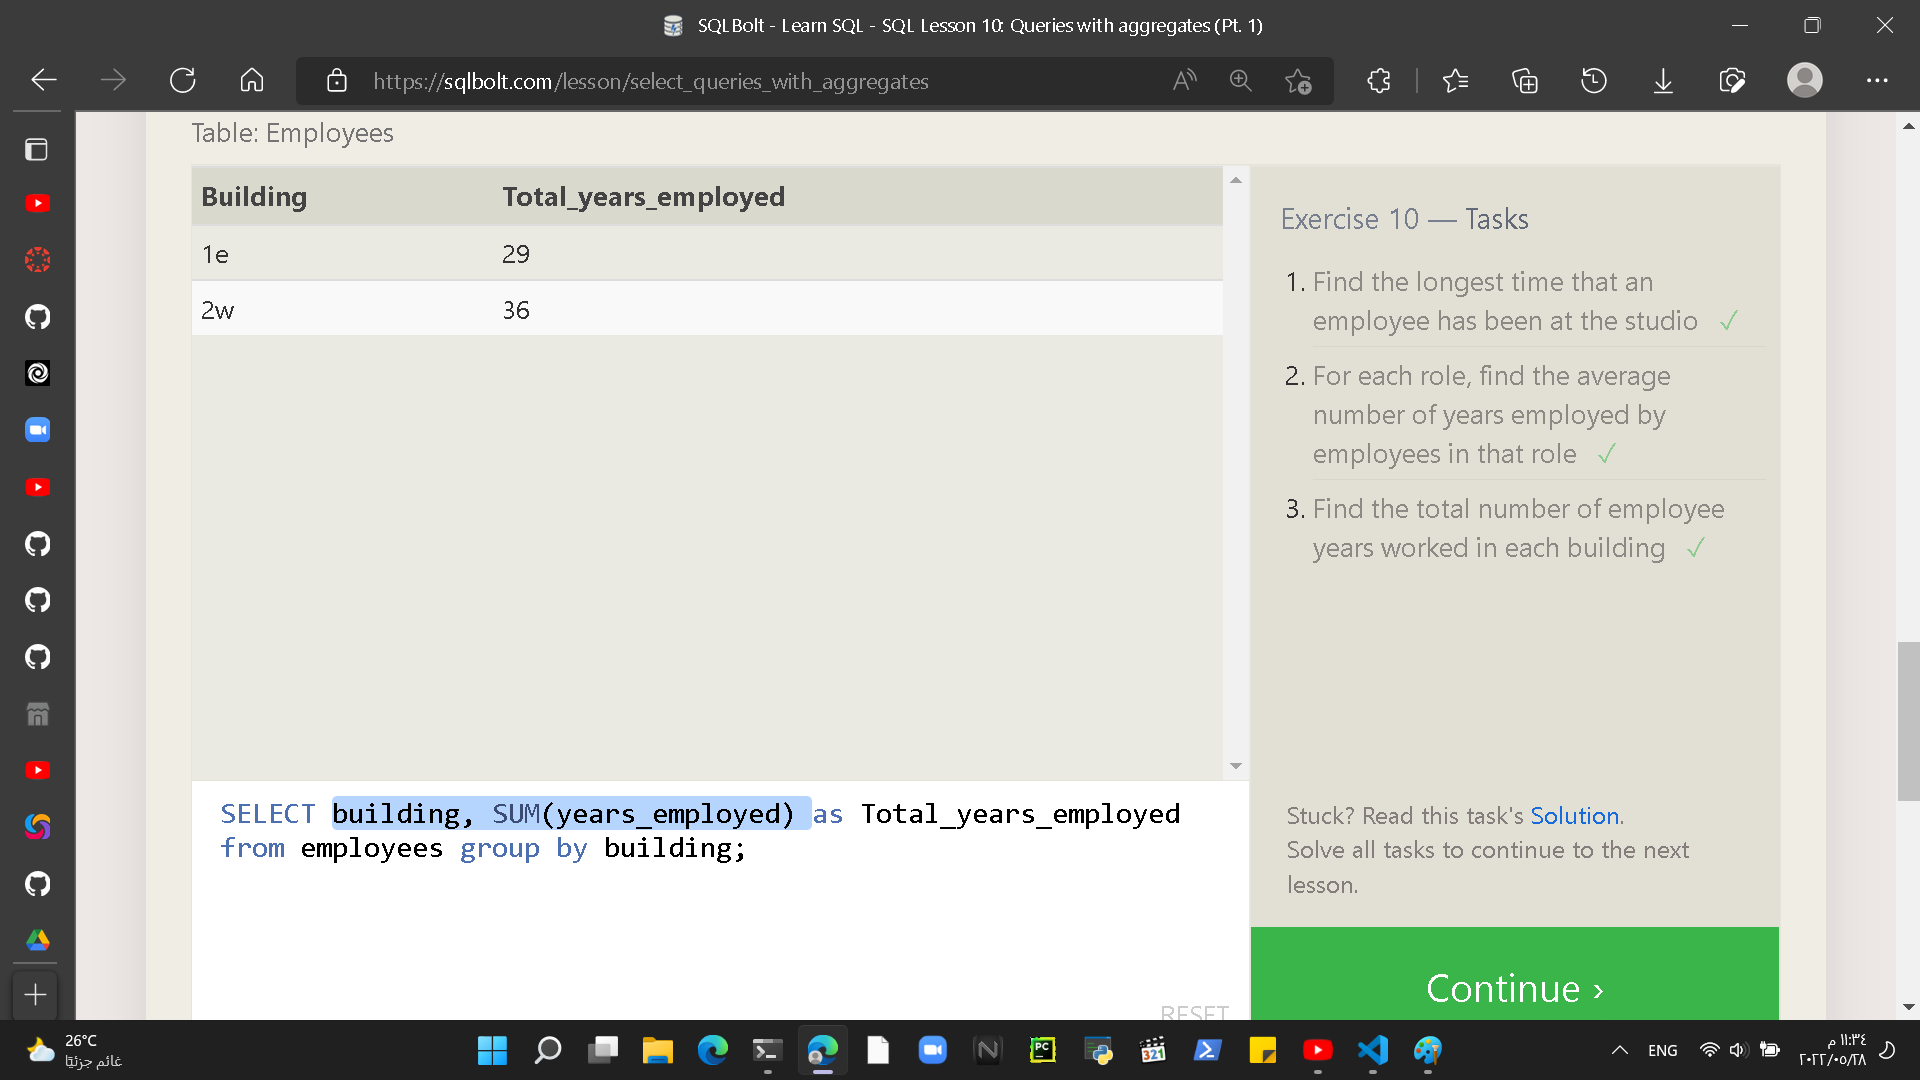 SQLBolt - Learn SQL - SQL Lesson 10: Queries with aggregates (Pt. 1)
https://sqlbolt.com/lesson/select_queries_with_aggregates
Table: Employees
Building Total_years_employed
1e 29
2w 36
Exercise 10 — Tasks
1. Find the longest time that an
employee has been at the studio ✓
2. For each role, find the average
number of years employed by
employees in that role ✓
3. Find the total number of employee
years worked in each building ✓
SELECT building, SUM(years_employed) as Total_years_employed
from employees group by building;
RESET
Stuck? Read this task's Solution.
Solve all tasks to continue to the next
lesson.
Continue ›
26°C
غائم جزئيًا
PC
321
ENG
١١:٣٤ م
٢٠٢٢/٠٥/٢٨